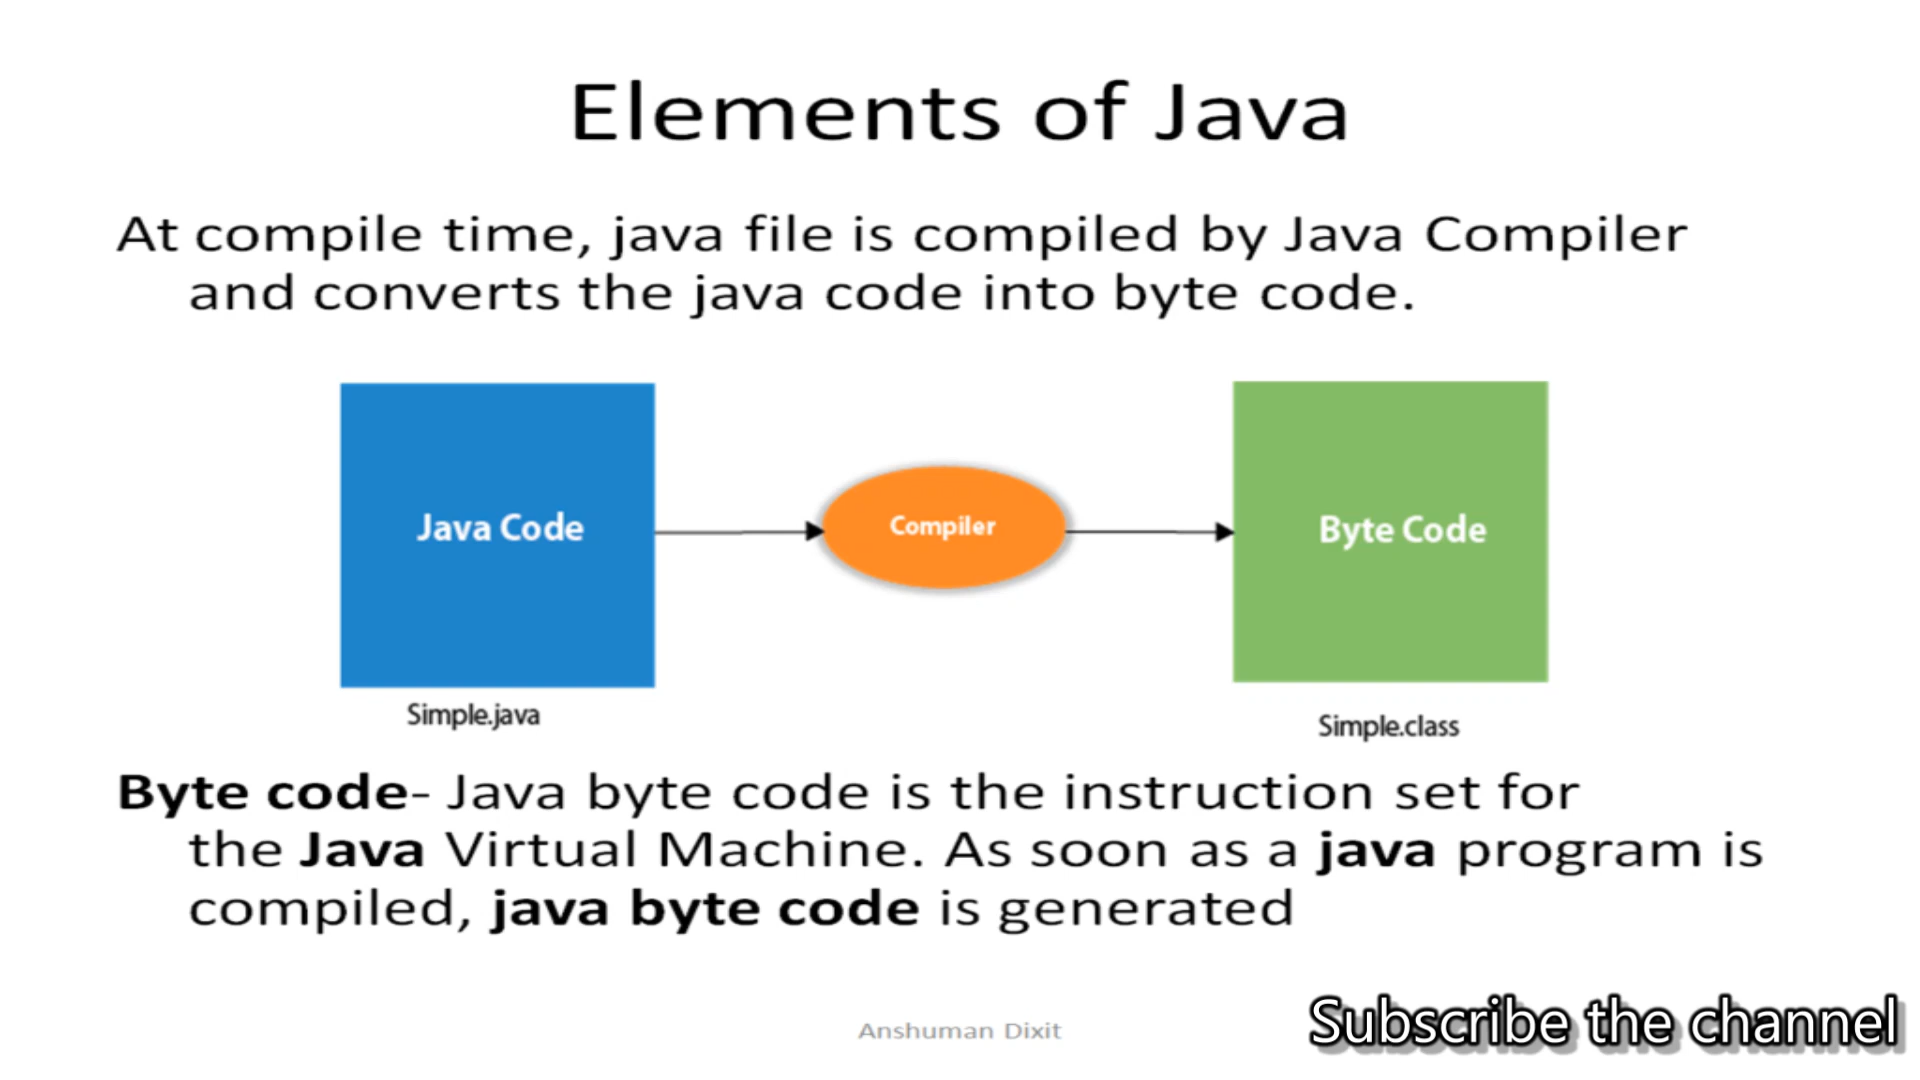 Elements of Java
At compile time, java file is compiled by Java Compiler
and converts the java code into byte code.
Java Code
Compiler
Byte Code
Simple.java
Simple.class
Byte code- Java byte code is the instruction set for
the Java Virtual Machine. As soon as a java program is
compiled, java byte code is generated
Anshuman Dixit
Subscribe the channel